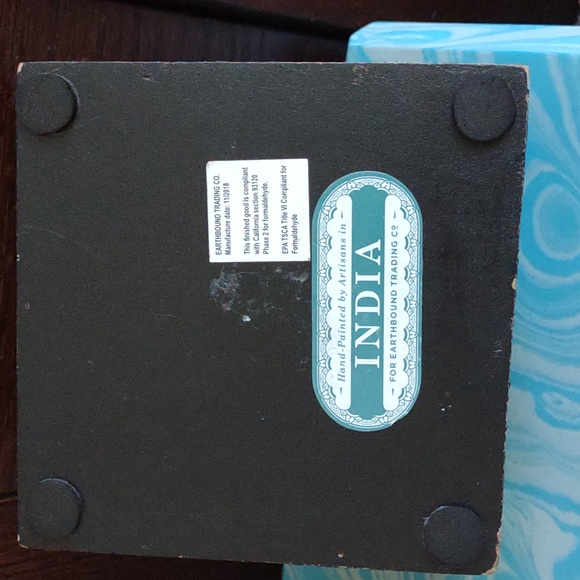 EARTHBOUND TRADING CO.
Manufacture date: 11/2018
This finished good is compliant
with California section 93120
Phase 2 for formaldehyde.
EPA TSCA Title VI Compliant for
Formaldehyde
- Hand-Painted by Artisans in -
INDIA
- FOR EARTHBOUND TRADING Cº -